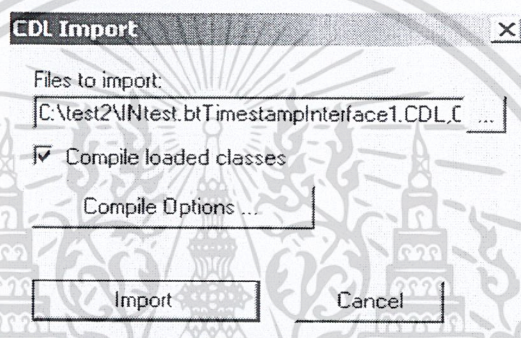 CDL Import
Files to import:
C:\test2\INtest.btTimestampInterface1.CDL,C
...
Compile loaded classes
Compile Options ...
Import
Cancel